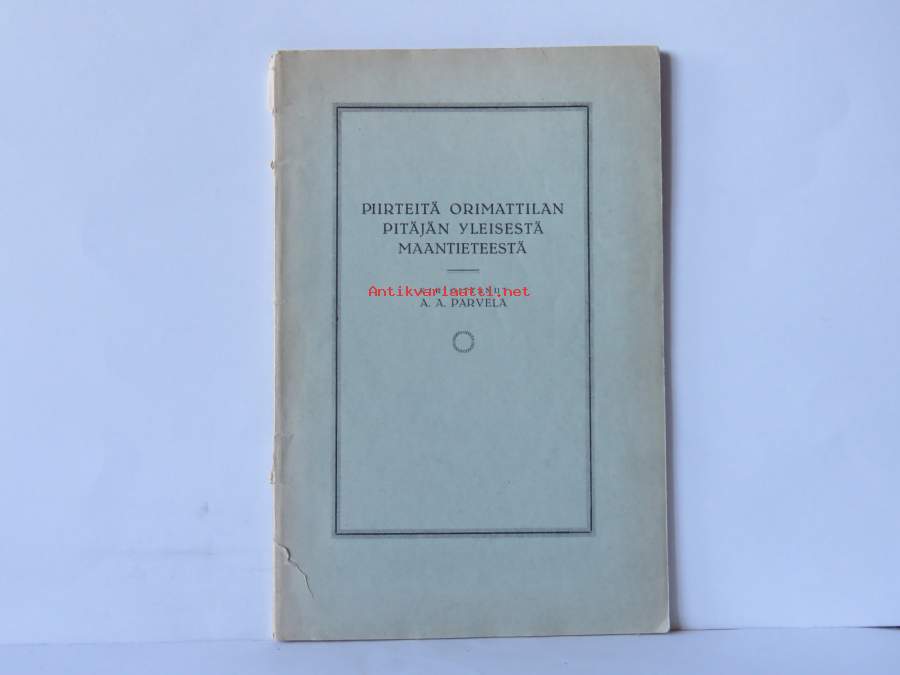 PIIRTEITÄ ORIMATTILAN
PITÄJÄN YLEISESTÄ
MAANTIETEESTÄ
Antikvariaatti.net
A. A. PARVELA